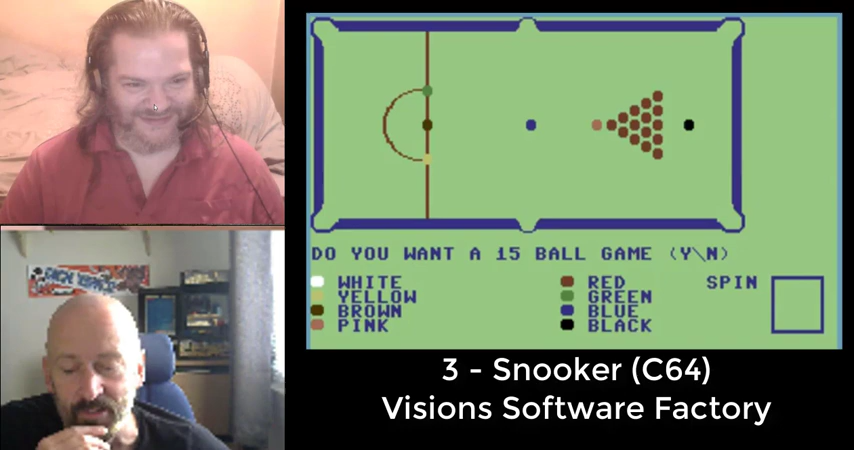 DO YOU WANT A 15 BALL GAME (Y\N)
WHITE
YELLOW
BROWN
PINK
RED
GREEN
BLUE
BLACK
SPIN
3 - Snooker (C64)
Visions Software Factory